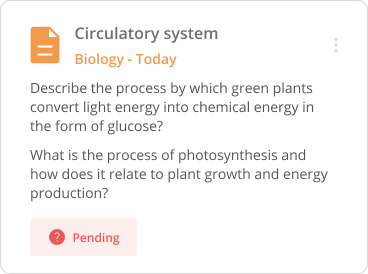 Circulatory system
Biology - Today
Describe the process by which green plants
convert light energy into chemical energy in
the form of glucose?
What is the process of photosynthesis and
how does it relate to plant growth and energy
production?
? Pending